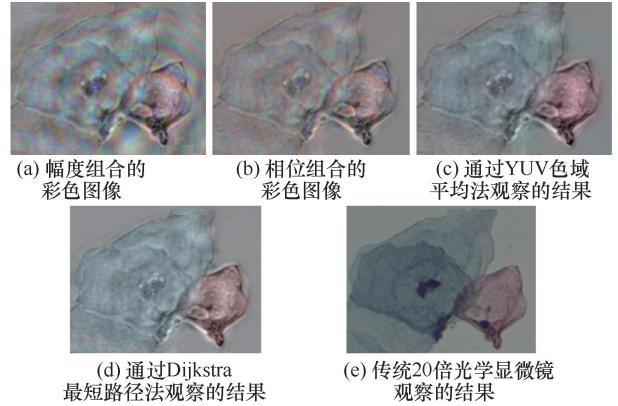 (a) 幅度组合的
彩色图像
(b) 相位组合的
彩色图像
(c) 通过YUV色域
平均法观察的结果
(d) 通过Dijkstra
最短路径法观察的结果
(e) 传统20倍光学显微镜
观察的结果